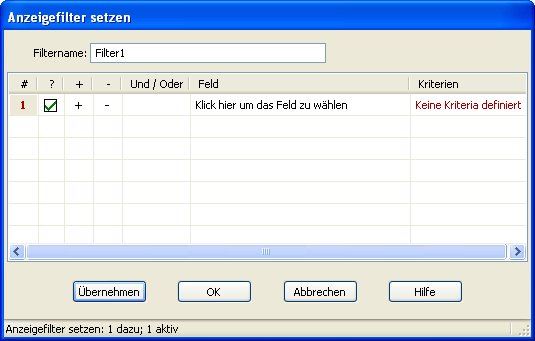 Anzeigefilter setzen
Filtername: Filter1
# ? + - Und / Oder Feld Kriterien
1 + - Klick hier um das Feld zu wählen Keine Kriteria definiert
Übernehmen OK Abbrechen Hilfe
Anzeigefilter setzen: 1 dazu; 1 aktiv